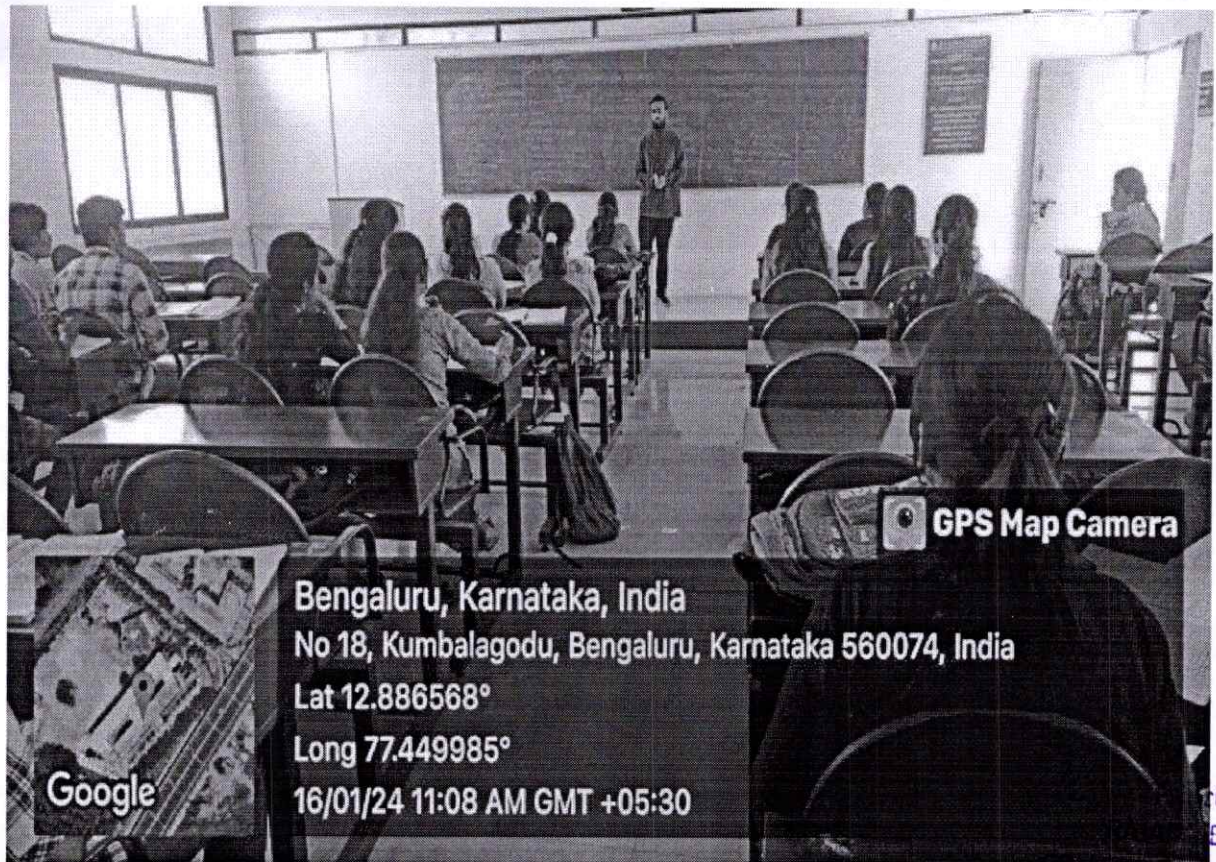 GPS Map Camera
Bengaluru, Karnataka, India
No 18, Kumbalagodu, Bengaluru, Karnataka 560074, India
Lat 12.886568°
Long 77.449985°
16/01/24 11:08 AM GMT +05:30
Google